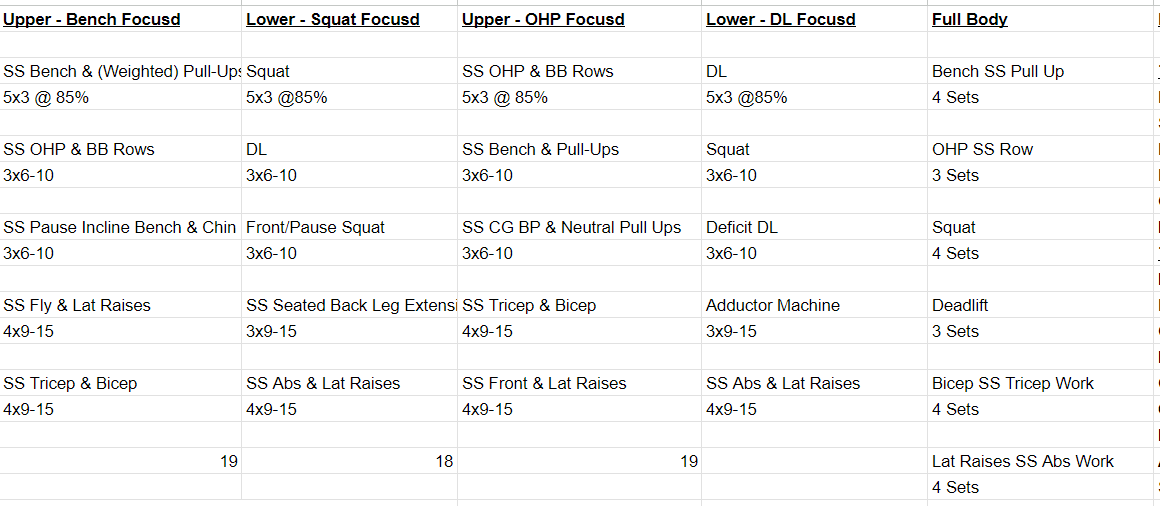 Upper - Bench Focusd Lower - Squat Focusd Upper - OHP Focusd Lower - DL Focusd Full Body
SS Bench & (Weighted) Pull-Ups Squat SS OHP & BB Rows DL Bench SS Pull Up
5x3 @ 85% 5x3 @85% 5x3 @ 85% 5x3 @85% 4 Sets
SS OHP & BB Rows DL SS Bench & Pull-Ups Squat OHP SS Row
3x6-10 3x6-10 3x6-10 3x6-10 3 Sets
SS Pause Incline Bench & Chin Front/Pause Squat SS CG BP & Neutral Pull Ups Deficit DL Squat
3x6-10 3x6-10 3x6-10 3x6-10 4 Sets
SS Fly & Lat Raises SS Seated Back Leg Extensi SS Tricep & Bicep Adductor Machine Deadlift
4x9-15 3x9-15 4x9-15 3x9-15 3 Sets
SS Tricep & Bicep SS Abs & Lat Raises SS Front & Lat Raises SS Abs & Lat Raises Bicep SS Tricep Work
4x9-15 4x9-15 4x9-15 4x9-15 4 Sets
19 18 19 Lat Raises SS Abs Work
4 Sets